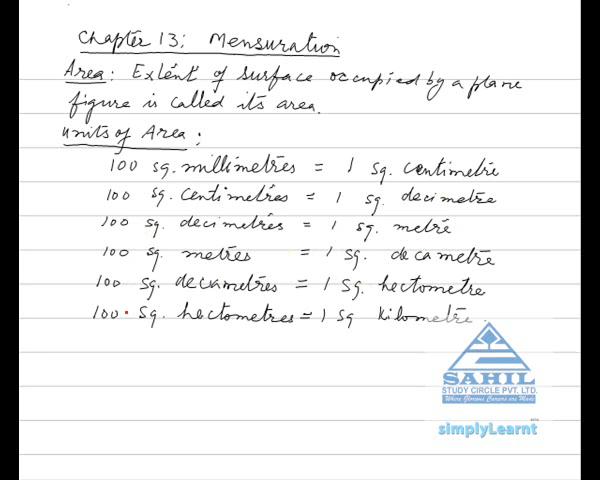 Chapter 13: Mensuration
Area: Extent of surface occupied by a plane
figure is called its area.
Units of Area:
100 sq. millimetres = 1 sq. centimetre
100 sq. centimetres = 1 sq. decimetre
100 sq. decimetres = 1 sq. metre
100 sq. metres = 1 sq. decametre
100 sq. decametres = 1 sq. hectometre
100 sq. hectometres = 1 sq kilometre.
SAHIL
STUDY CIRCLE PVT. LTD.
Where Glorious Careers are Made
simplyLearnt